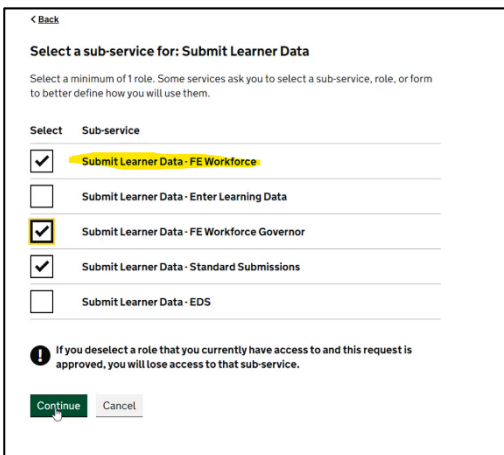 < Back
Select a sub-service for: Submit Learner Data
Select a minimum of 1 role. Some services ask you to select a sub-service, role, or form
to better define how you will use them.
Select Sub-service
Submit Learner Data - FE Workforce
Submit Learner Data - Enter Learning Data
Submit Learner Data - FE Workforce Governor
Submit Learner Data - Standard Submissions
Submit Learner Data - EDS
! If you deselect a role that you currently have access to and this request is
approved, you will lose access to that sub-service.
Continue Cancel